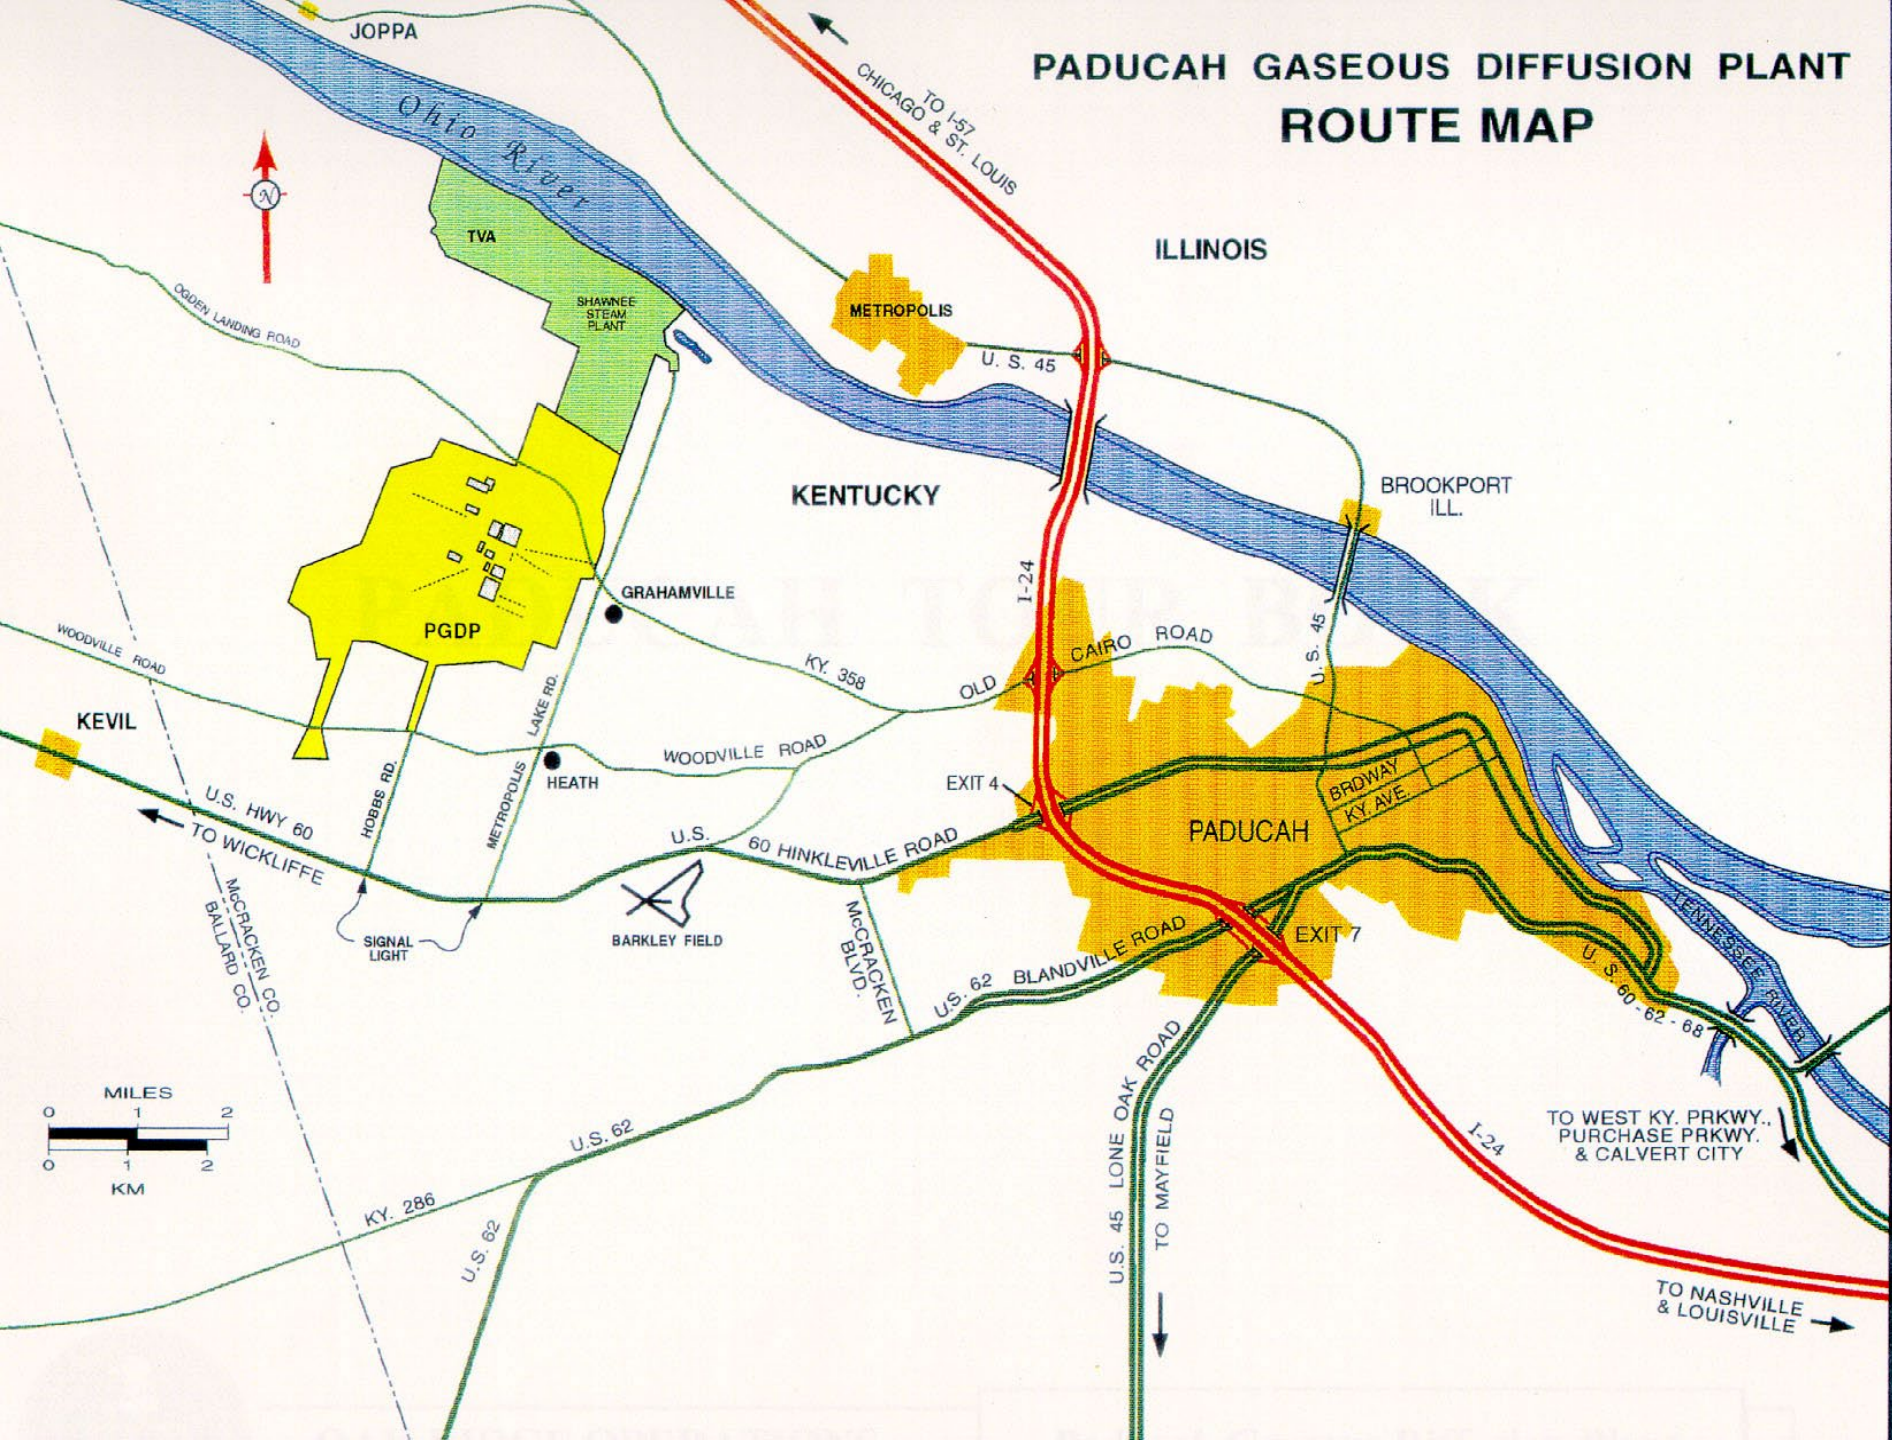 PADUCAH GASEOUS DIFFUSION PLANT
ROUTE MAP
JOPPA
Ohio River
TO I-57
CHICAGO & ST. LOUIS
N
TVA
ILLINOIS
SHAWNEE
STEAM
PLANT
METROPOLIS
OGDEN LANDING ROAD
U. S. 45
KENTUCKY
BROOKPORT
ILL.
I-24
GRAHAMVILLE
PGDP
WOODVILLE ROAD
KY. 358
OLD CAIRO ROAD
U. S. 45
KEVIL
LAKE RD.
METROPOLIS
WOODVILLE ROAD
HEATH
HOBBS RD.
EXIT 4
BRDWAY
KY. AVE.
PADUCAH
U.S. HWY 60
TO WICKLIFFE
U.S. 60 HINKLEVILLE ROAD
McCRACKEN CO.
BALLARD CO.
SIGNAL
LIGHT
BARKLEY FIELD
McCRACKEN
BLVD.
U.S. 62 BLANDVILLE ROAD
EXIT 7
TENNESSEE RIVER
U. S. 60 - 62 - 68
MILES
0 1 2
0 1 2
KM
U.S. 62
KY. 286
U.S. 62
U.S. 45 LONE OAK ROAD
TO MAYFIELD
I-24
TO WEST KY. PRKWY.,
PURCHASE PRKWY.
& CALVERT CITY
TO NASHVILLE
& LOUISVILLE